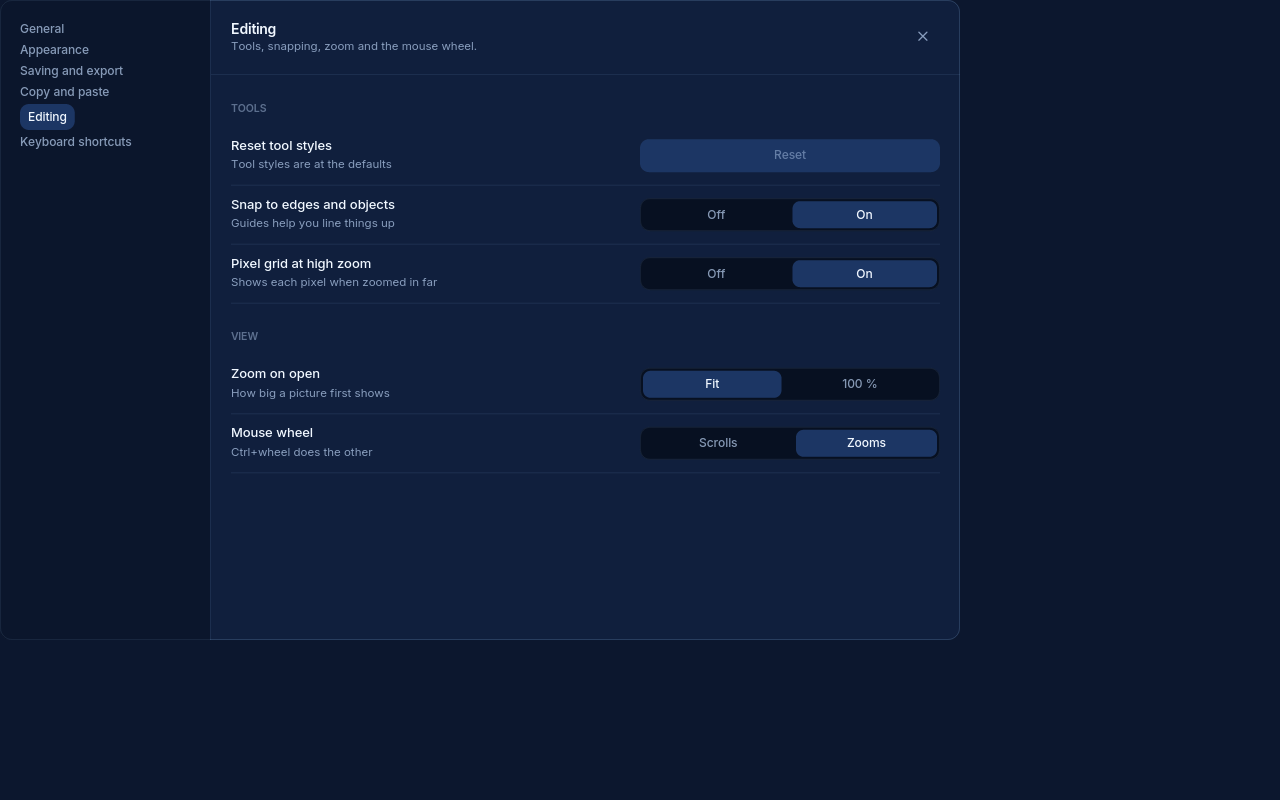 General
Appearance
Saving and export
Copy and paste
Editing
Keyboard shortcuts
Editing
Tools, snapping, zoom and the mouse wheel.
TOOLS
Reset tool styles
Tool styles are at the defaults
Reset
Snap to edges and objects
Guides help you line things up
Off On
Pixel grid at high zoom
Shows each pixel when zoomed in far
Off On
VIEW
Zoom on open
How big a picture first shows
Fit 100 %
Mouse wheel
Ctrl+wheel does the other
Scrolls Zooms